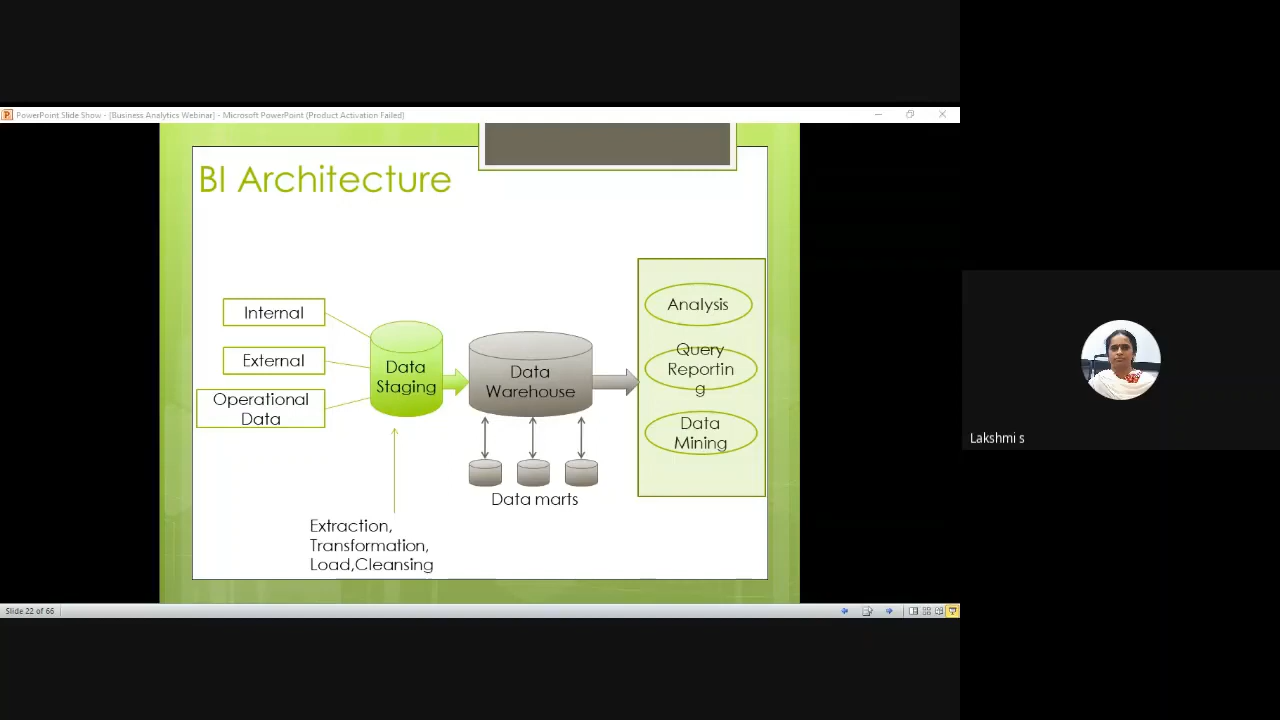 PowerPoint Slide Show - [Business Analytics Webinar] - Microsoft PowerPoint (Product Activation Failed)
BI Architecture
Internal
External
Operational
Data
Data
Staging
Extraction,
Transformation,
Load,Cleansing
Data
Warehouse
Data marts
Analysis
Query
Reportin
g
Data
Mining
Lakshmi s
Slide 22 of 66